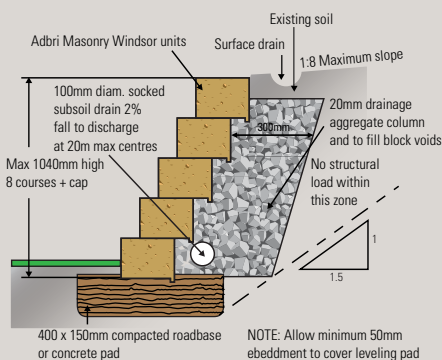 Existing soil
Adbri Masonry Windsor units
Surface drain
1:8 Maximum slope
100mm diam. socked
subsoil drain 2%
fall to discharge
at 20m max centres
20mm drainage
aggregate column
and to fill block voids
300mm
Max 1040mm high
8 courses + cap
No structural
load within
this zone
1
1.5
400 x 150mm compacted roadbase
or concrete pad
NOTE: Allow minimum 50mm
ebeddment to cover leveling pad